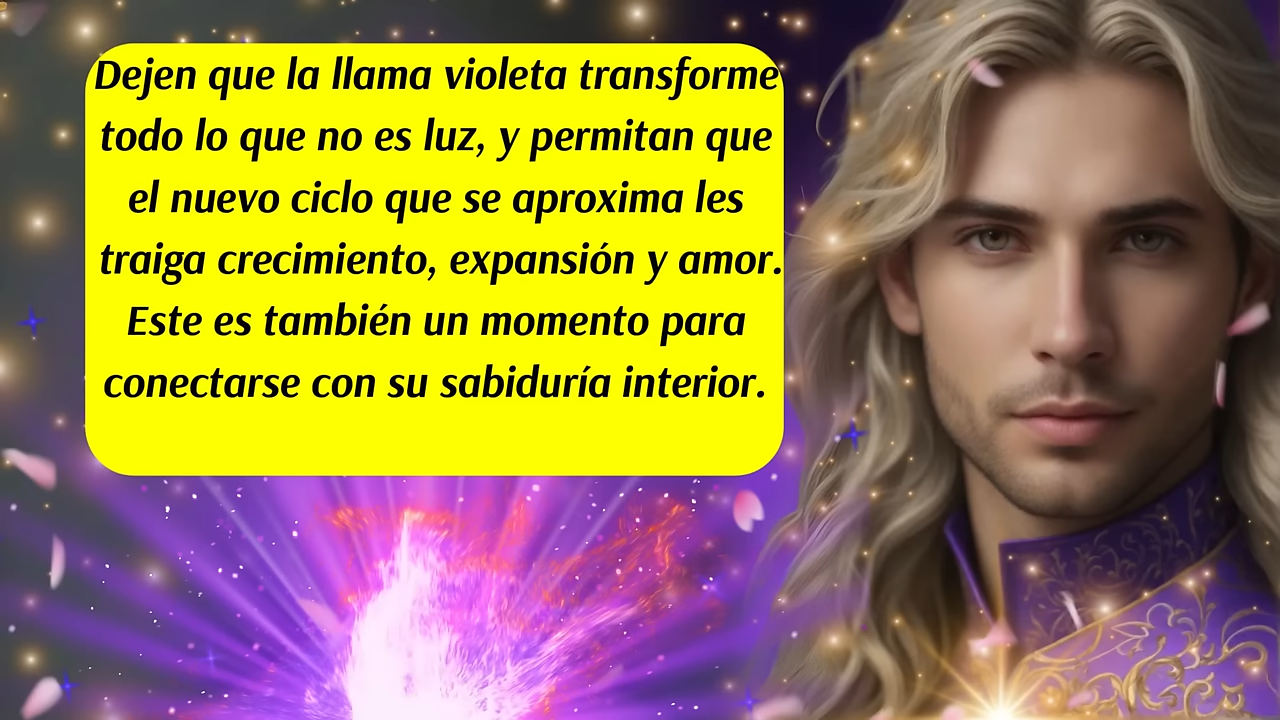 Dejen que la llama violeta transforme
todo lo que no es luz, y permitan que
el nuevo ciclo que se aproxima les
traiga crecimiento, expansión y amor.
Este es también un momento para
conectarse con su sabiduría interior.